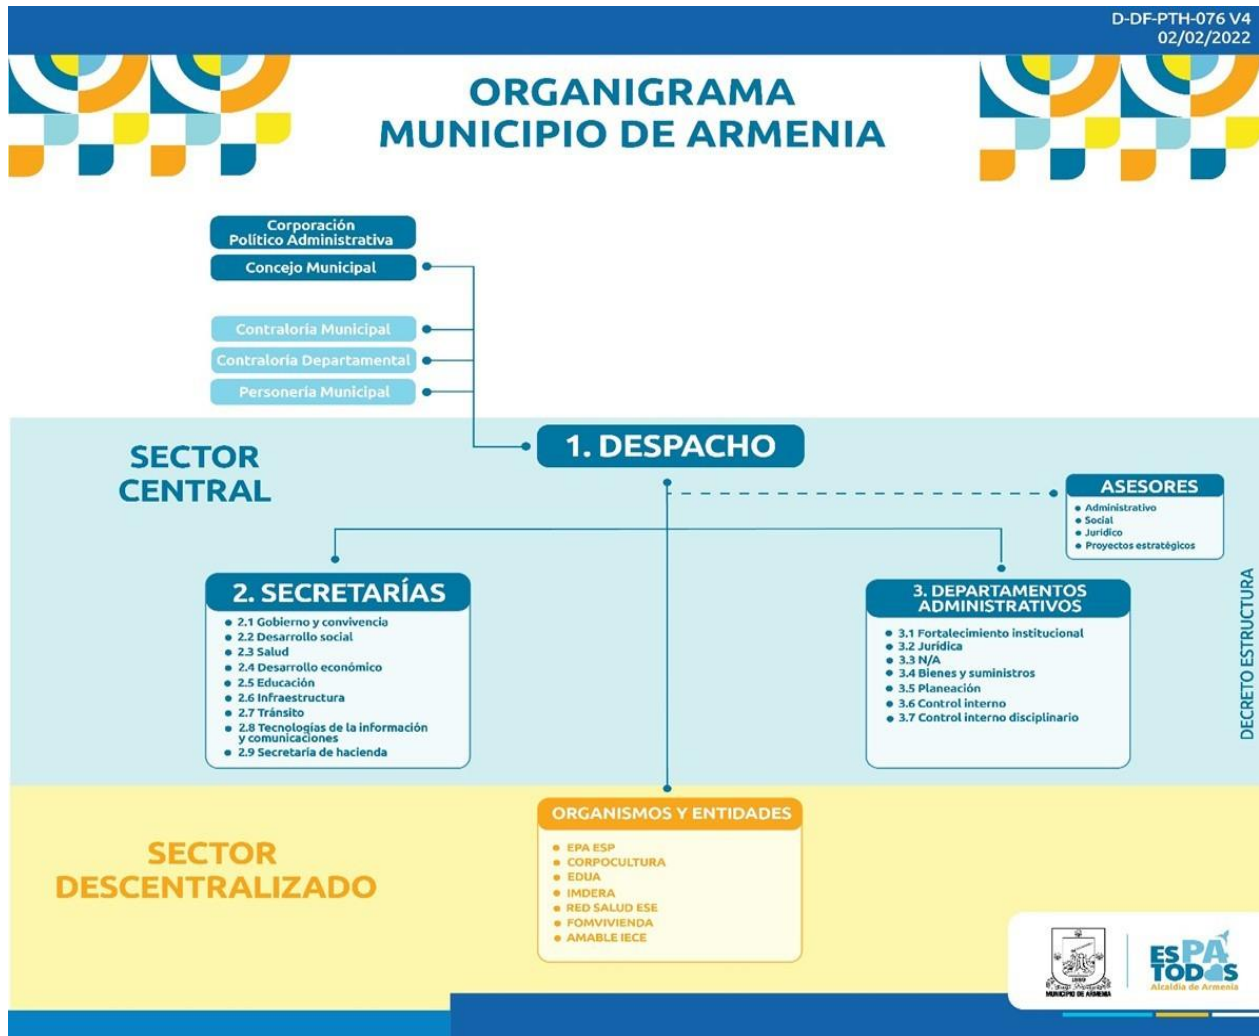 D-DF-PTH-076 V4
02/02/2022
ORGANIGRAMA
MUNICIPIO DE ARMENIA
Corporación
Político Administrativa
Concejo Municipal
Contraloría Municipal
Contraloría Departamental
Personería Municipal
SECTOR
CENTRAL
1. DESPACHO
ASESORES
Administrativo
Social
Jurídico
Proyectos estratégicos
2. SECRETARÍAS
2.1 Gobierno y convivencia
2.2 Desarrollo social
2.3 Salud
2.4 Desarrollo económico
2.5 Educación
2.6 Infraestructura
2.7 Tránsito
2.8 Tecnologías de la información
y comunicaciones
2.9 Secretaría de hacienda
3. DEPARTAMENTOS
ADMINISTRATIVOS
3.1 Fortalecimiento institucional
3.2 Jurídica
3.3 N/A
3.4 Bienes y suministros
3.5 Planeación
3.6 Control interno
3.7 Control interno disciplinario
DECRETO ESTRUCTURA
SECTOR
DESCENTRALIZADO
ORGANISMOS Y ENTIDADES
EPA ESP
CORPOCULTURA
EDUA
IMDERA
RED SALUD ESE
FOMVIVIENDA
AMABLE IECE
MUNICIPIO DE ARMENIA
ES PA
TODOS
Alcaldía de Armenia